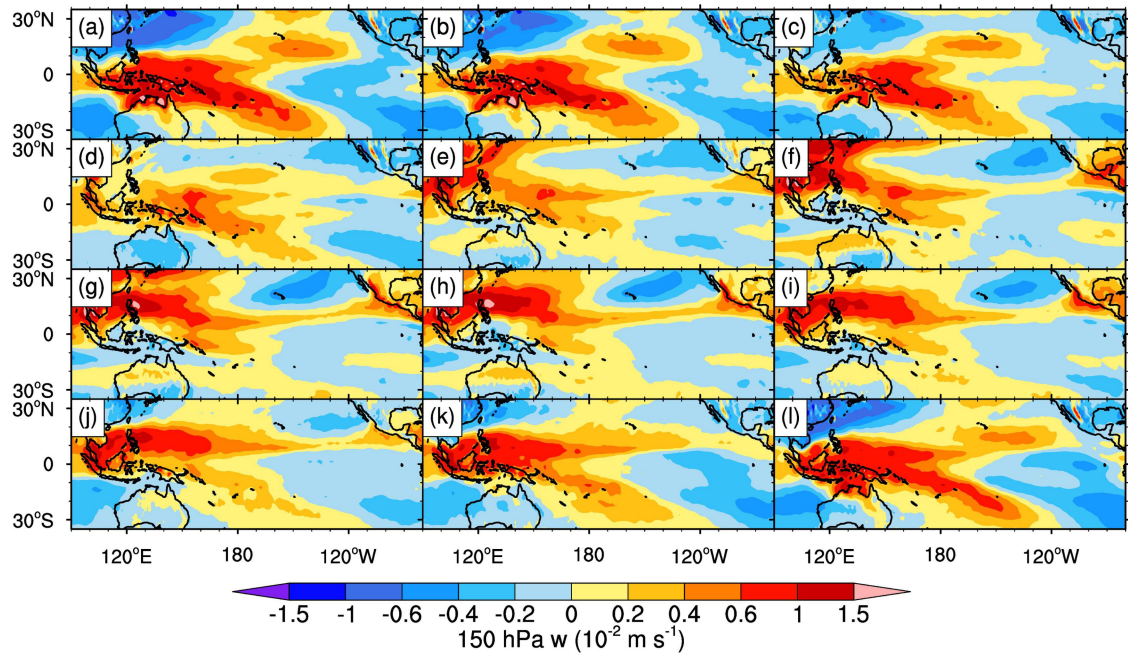 30°N (a) (b) (c)
0
30°S
30°N (d) (e) (f)
0
30°S
30°N (g) (h) (i)
0
30°S
30°N (j) (k) (l)
0
30°S
120°E 180 120°W 120°E 180 120°W 120°E 180 120°W
-1.5 -1 -0.6 -0.4 -0.2 0 0.2 0.4 0.6 1 1.5
150 hPa w (10⁻² m s⁻¹)